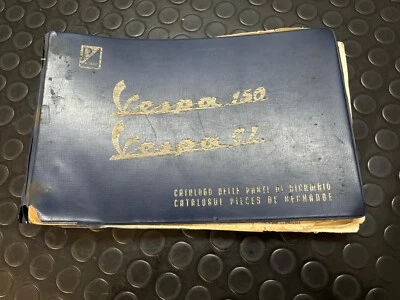 Vespa 150
Vespa G.L.
CATALOGO DELLE PARTI DI RICAMBIO
CATALOGUE PIÈCES DE RECHANGE